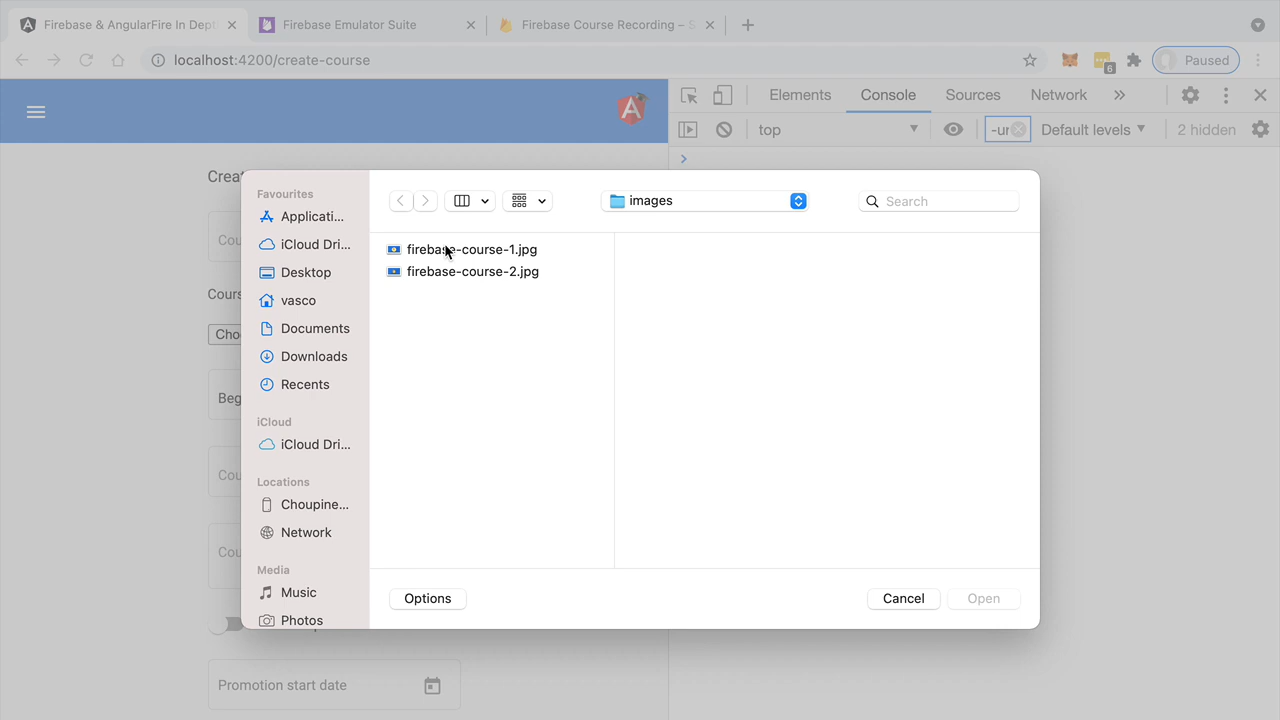 Firebase & AngularFire In Dept
Firebase Emulator Suite
Firebase Course Recording – S
localhost:4200/create-course
6
Paused
Elements
Console
Sources
Network
top
-ur
Default levels
2 hidden
Crea
Cou
Cours
Cho
Beg
Cou
Cou
Promotion start date
Favourites
Applicati...
iCloud Dri...
Desktop
vasco
Documents
Downloads
Recents
iCloud
iCloud Dri...
Locations
Choupine...
Network
Media
Music
Photos
images
Search
firebase-course-1.jpg
firebase-course-2.jpg
Options
Cancel
Open